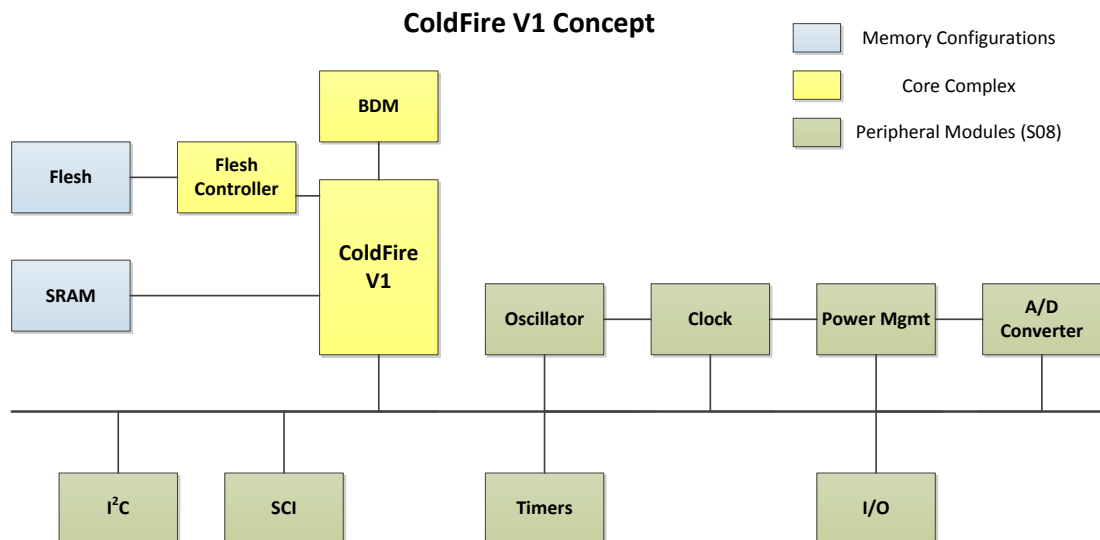 ColdFire V1 Concept
Memory Configurations
Core Complex
Peripheral Modules (S08)
BDM
Flesh
Flesh
Controller
ColdFire
V1
SRAM
Oscillator
Clock
Power Mgmt
A/D
Converter
I²C
SCI
Timers
I/O